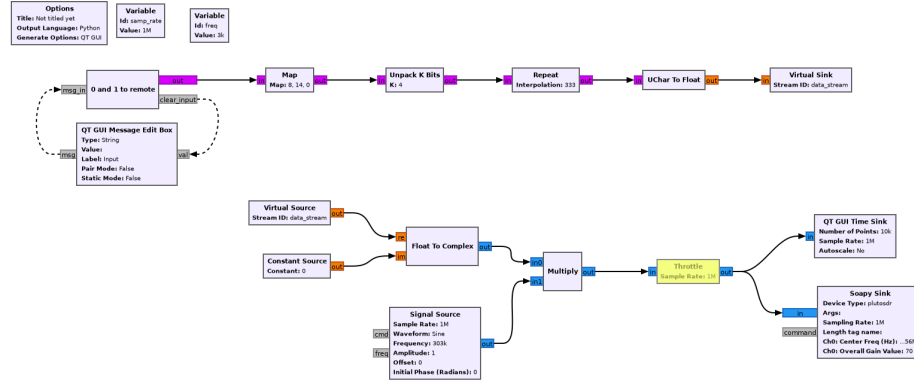 Options
Title: Not titled yet
Output Language: Python
Generate Options: QT GUI
Variable
Id: samp_rate
Value: 1M
Variable
Id: freq
Value: 3k
msg_in
0 and 1 to remote
out
clear_input
in
Map
Map: 8, 14, 0
out
in
Unpack K Bits
K: 4
out
in
Repeat
Interpolation: 333
out
in
UChar To Float
out
in
Virtual Sink
Stream ID: data_stream
QT GUI Message Edit Box
Type: String
Value:
Label: Input
Pair Mode: False
Static Mode: False
msg
val
Virtual Source
Stream ID: data_stream
out
Constant Source
Constant: 0
out
re
im
Float To Complex
out
Signal Source
Sample Rate: 1M
Waveform: Sine
Frequency: 303k
Amplitude: 1
Offset: 0
Initial Phase (Radians): 0
cmd
freq
out
in0
in1
Multiply
out
in
Throttle
Sample Rate: 1M
out
in
QT GUI Time Sink
Number of Points: 10k
Sample Rate: 1M
Autoscale: No
in
command
Soapy Sink
Device Type: plutosdr
Args:
Sampling Rate: 1M
Length tag name:
Ch0: Center Freq (Hz): ...56
Ch0: Overall Gain Value: 70